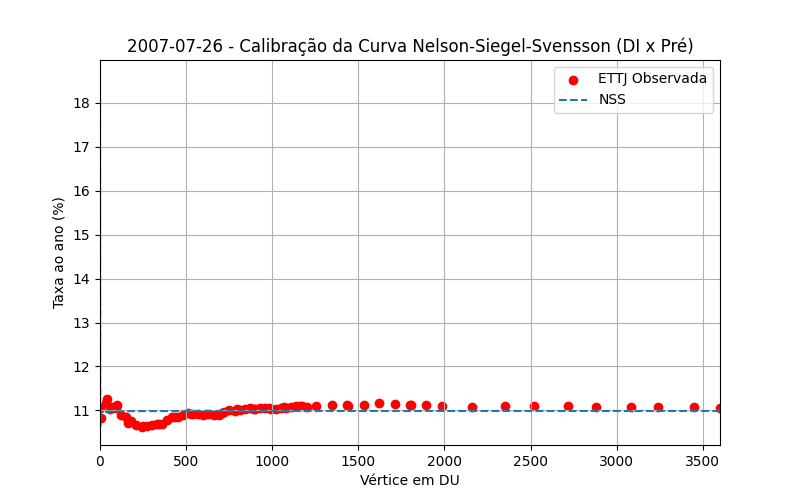 2007-07-26 - Calibração da Curva Nelson-Siegel-Svensson (DI x Pré)
ETTJ Observada
NSS
18
17
16
15
14
13
12
11
Taxa ao ano (%)
0 500 1000 1500 2000 2500 3000 3500
Vértice em DU